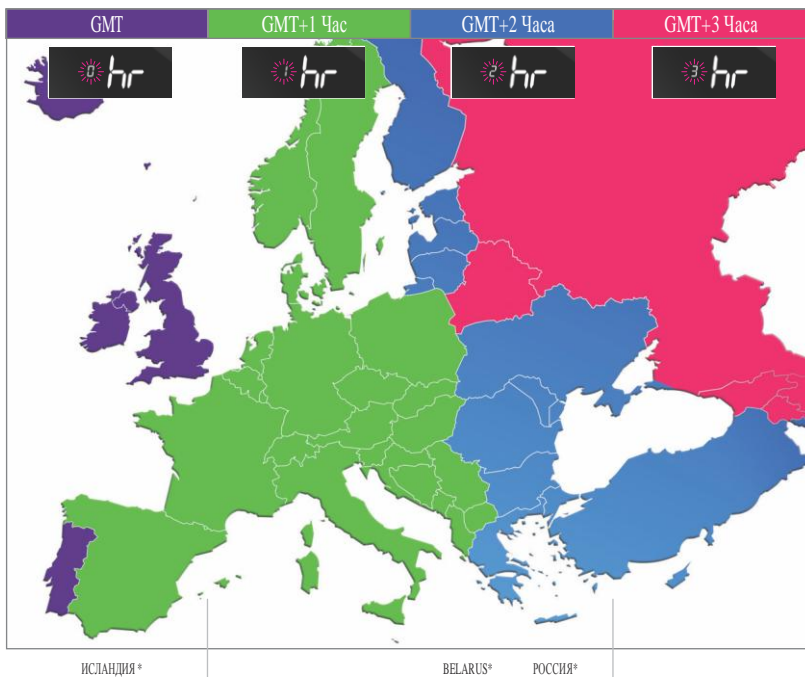 GMT GMT+1 Час GMT+2 Часа GMT+3 Часа
0 hr 1 hr 2 hr 3 hr
ИСЛАНДИЯ * BELARUS* РОССИЯ*